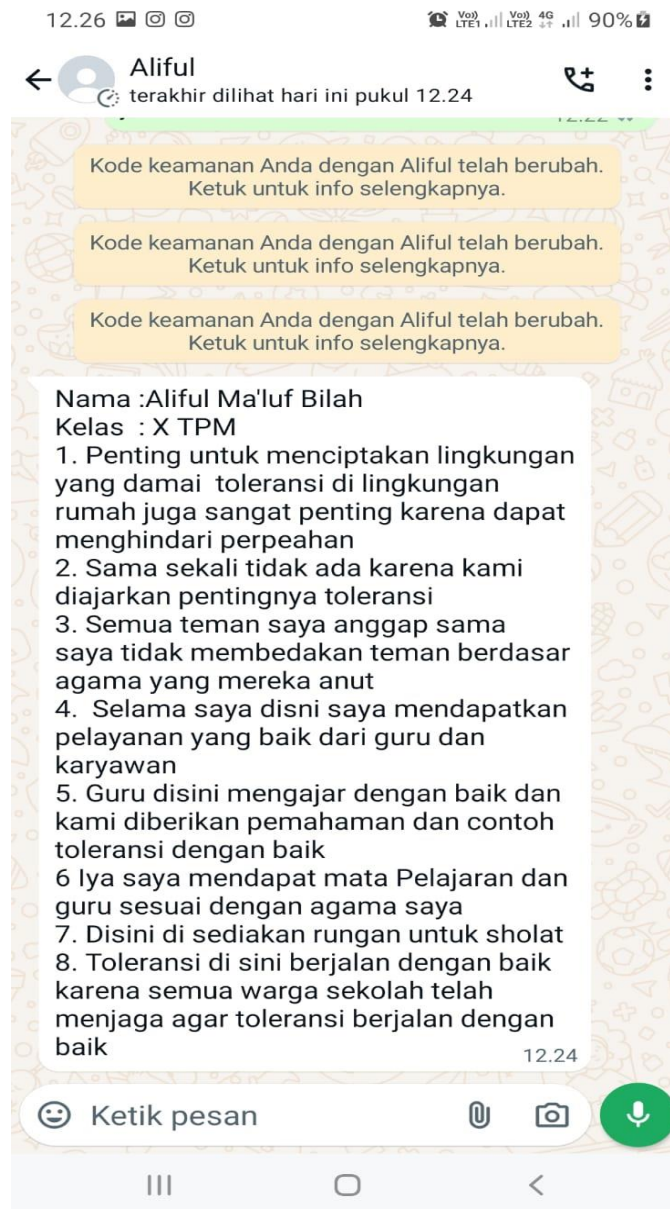 12.26
Voo) LTE1 Voo) LTE2 4G 90%
Aliful
terakhir dilihat hari ini pukul 12.24
Kode keamanan Anda dengan Aliful telah berubah.
Ketuk untuk info selengkapnya.
Kode keamanan Anda dengan Aliful telah berubah.
Ketuk untuk info selengkapnya.
Kode keamanan Anda dengan Aliful telah berubah.
Ketuk untuk info selengkapnya.
Nama :Aliful Ma'luf Bilah
Kelas : X TPM
1. Penting untuk menciptakan lingkungan
yang damai toleransi di lingkungan
rumah juga sangat penting karena dapat
menghindari perpeahan
2. Sama sekali tidak ada karena kami
diajarkan pentingnya toleransi
3. Semua teman saya anggap sama
saya tidak membedakan teman berdasar
agama yang mereka anut
4. Selama saya disni saya mendapatkan
pelayanan yang baik dari guru dan
karyawan
5. Guru disini mengajar dengan baik dan
kami diberikan pemahaman dan contoh
toleransi dengan baik
6 Iya saya mendapat mata Pelajaran dan
guru sesuai dengan agama saya
7. Disini di sediakan rungan untuk sholat
8. Toleransi di sini berjalan dengan baik
karena semua warga sekolah telah
menjaga agar toleransi berjalan dengan
baik
12.24
Ketik pesan